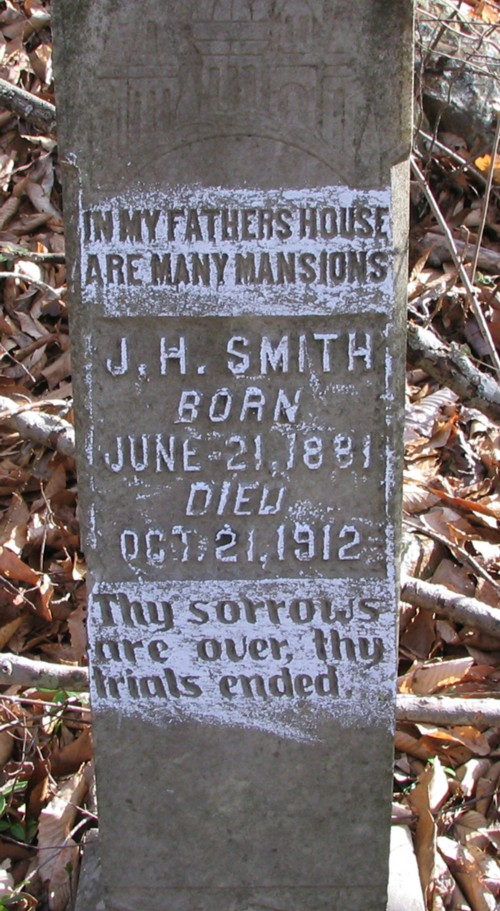 IN MY FATHERS HOUSE
ARE MANY MANSIONS
J. H. SMITH
BORN
JUNE 21, 1881
DIED
OCT. 21, 1912
Thy sorrows
are over, thy
trials ended.